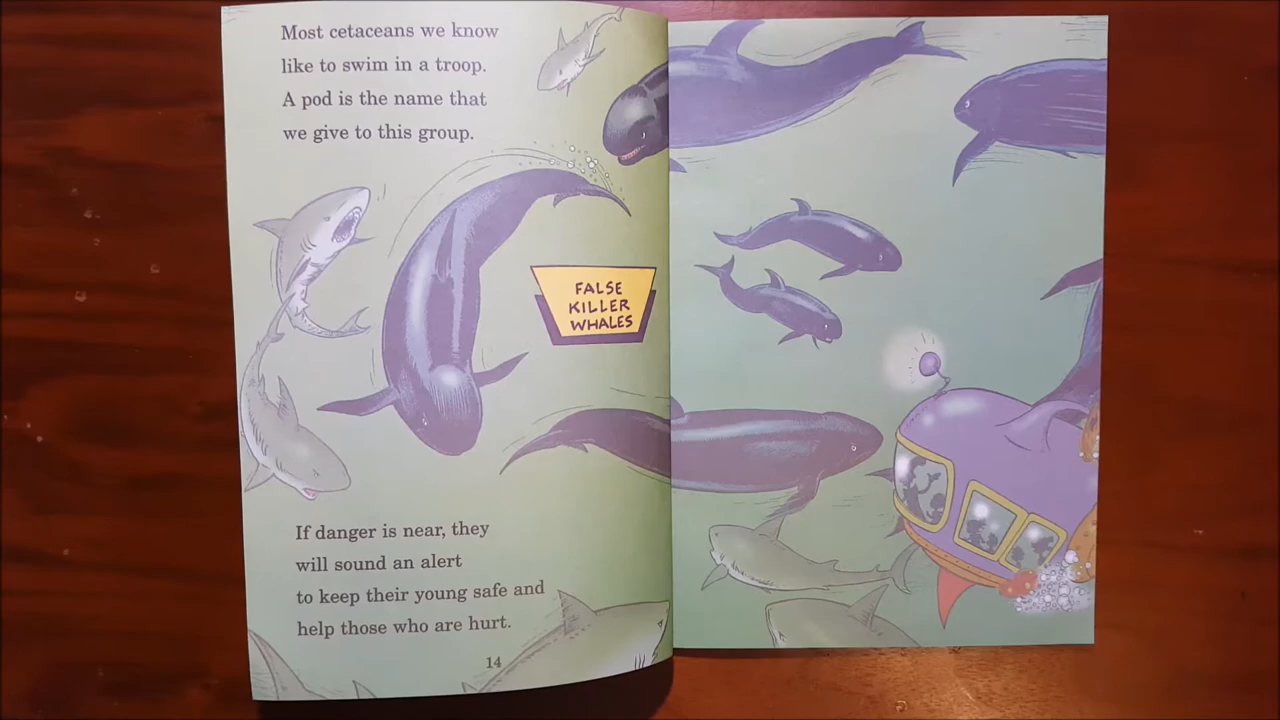 Most cetaceans we know
like to swim in a troop.
A pod is the name that
we give to this group.
FALSE
KILLER
WHALES
If danger is near, they
will sound an alert
to keep their young safe and
help those who are hurt.
14